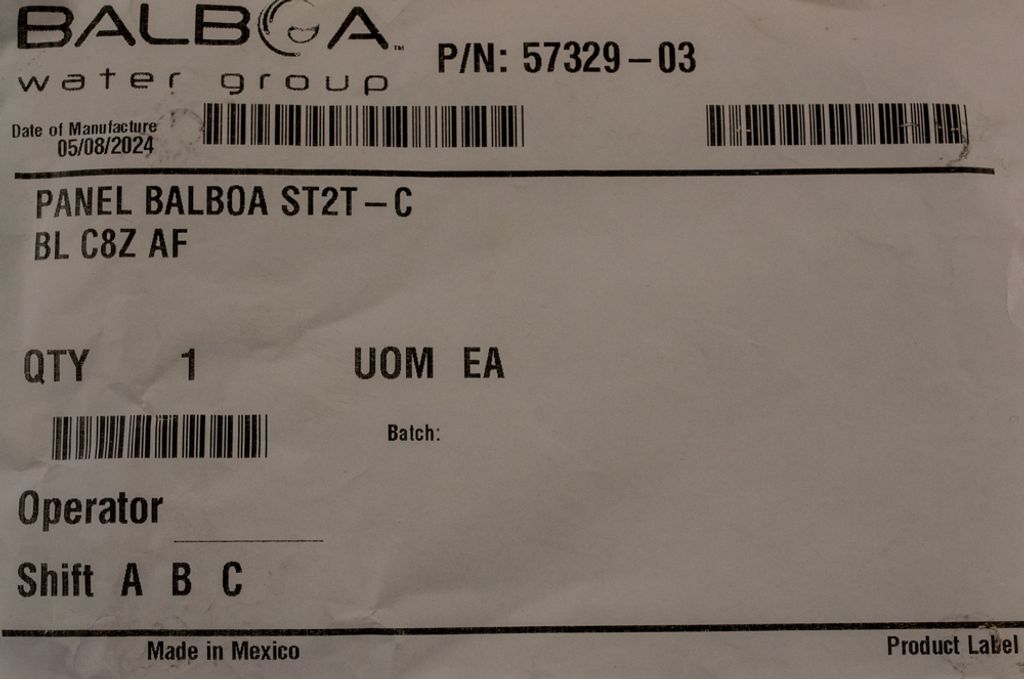 BALBOA™
water group
P/N: 57329-03
Date of Manufacture
05/08/2024
PANEL BALBOA ST2T-C
BL C8Z AF
QTY 1 UOM EA
Batch:
Operator
Shift A B C
Made in Mexico
Product Label